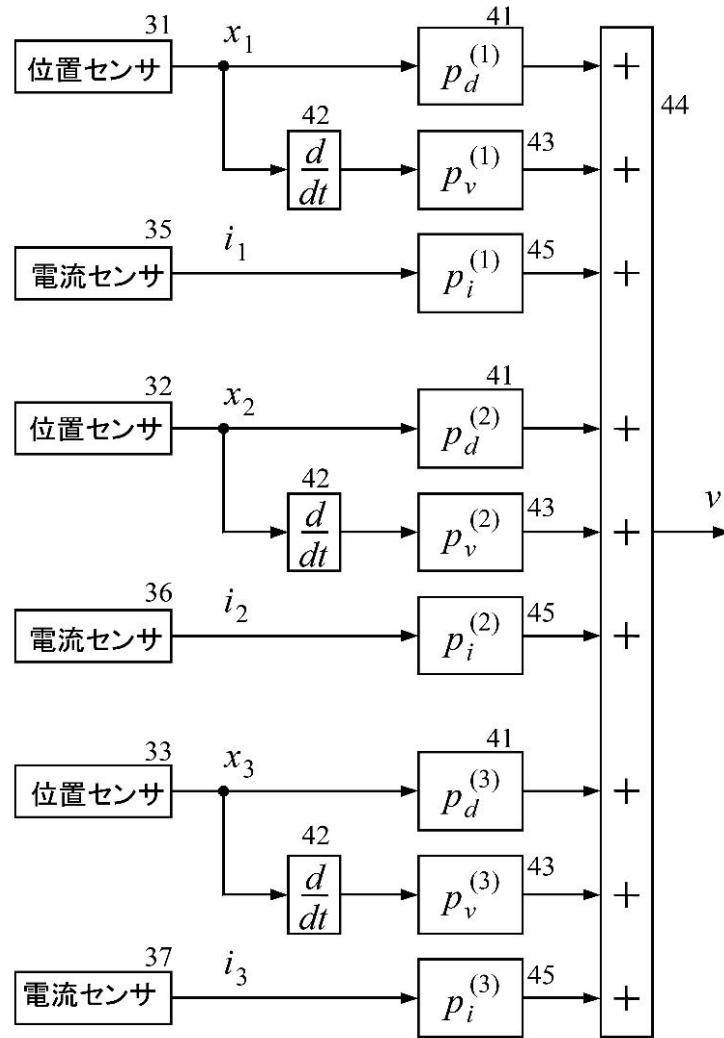 31 x₁ 41
位置センサ p_d^{(1)} +
44
42 43
d/dt p_v^{(1)} +
35 i₁ 45
電流センサ p_i^{(1)} +
32 x₂ 41
位置センサ p_d^{(2)} +
42 43 v
d/dt p_v^{(2)} +
36 i₂ 45
電流センサ p_i^{(2)} +
33 x₃ 41
位置センサ p_d^{(3)} +
42 43
d/dt p_v^{(3)} +
37 i₃ 45
電流センサ p_i^{(3)} +